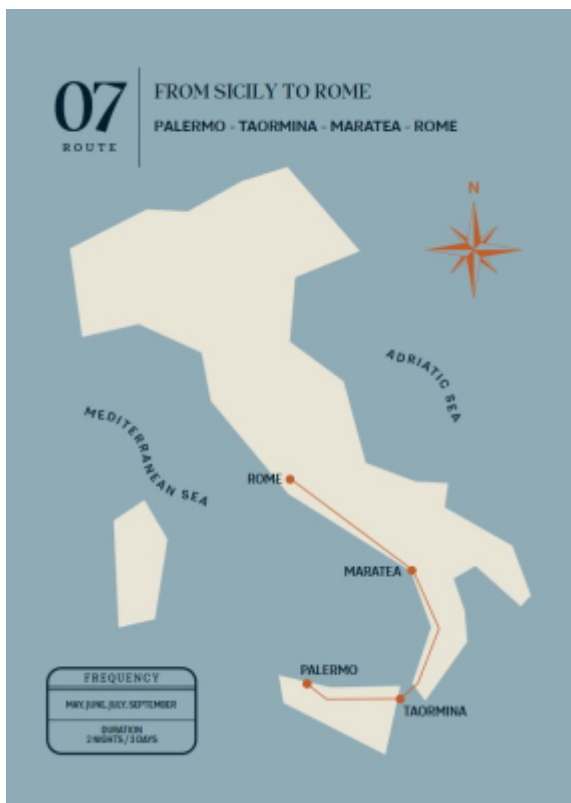 07
ROUTE
FROM SICILY TO ROME
PALERMO - TAORMINA - MARATEA - ROME
N
ADRIATIC SEA
MEDITERRANEAN SEA
ROME
MARATEA
PALERMO
TAORMINA
FREQUENCY
MAY, JUNE, JULY, SEPTEMBER
DURATION
2 NIGHTS / 3 DAYS